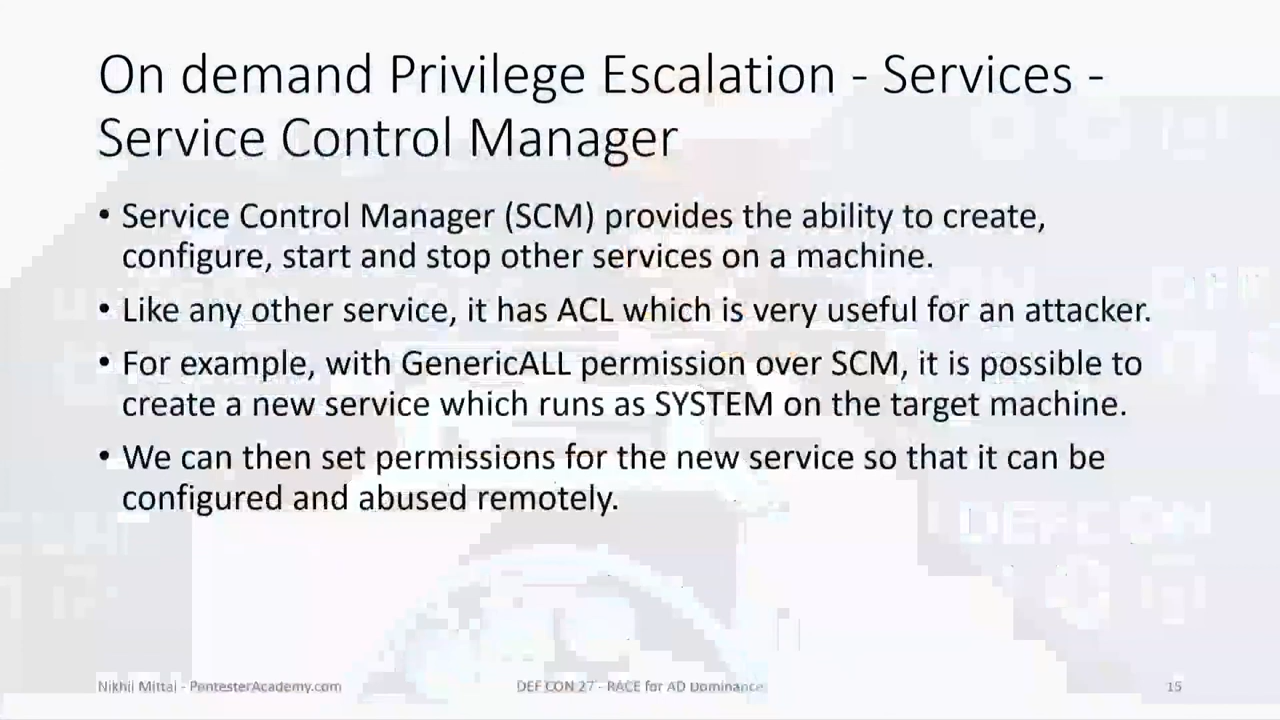 On demand Privilege Escalation - Services -
Service Control Manager
• Service Control Manager (SCM) provides the ability to create,
configure, start and stop other services on a machine.
• Like any other service, it has ACL which is very useful for an attacker.
• For example, with GenericALL permission over SCM, it is possible to
create a new service which runs as SYSTEM on the target machine.
• We can then set permissions for the new service so that it can be
configured and abused remotely.
DEFCON
Nikhil Mittal - PentesterAcademy.com
DEF CON 27 - RACE for AD Dominance
15